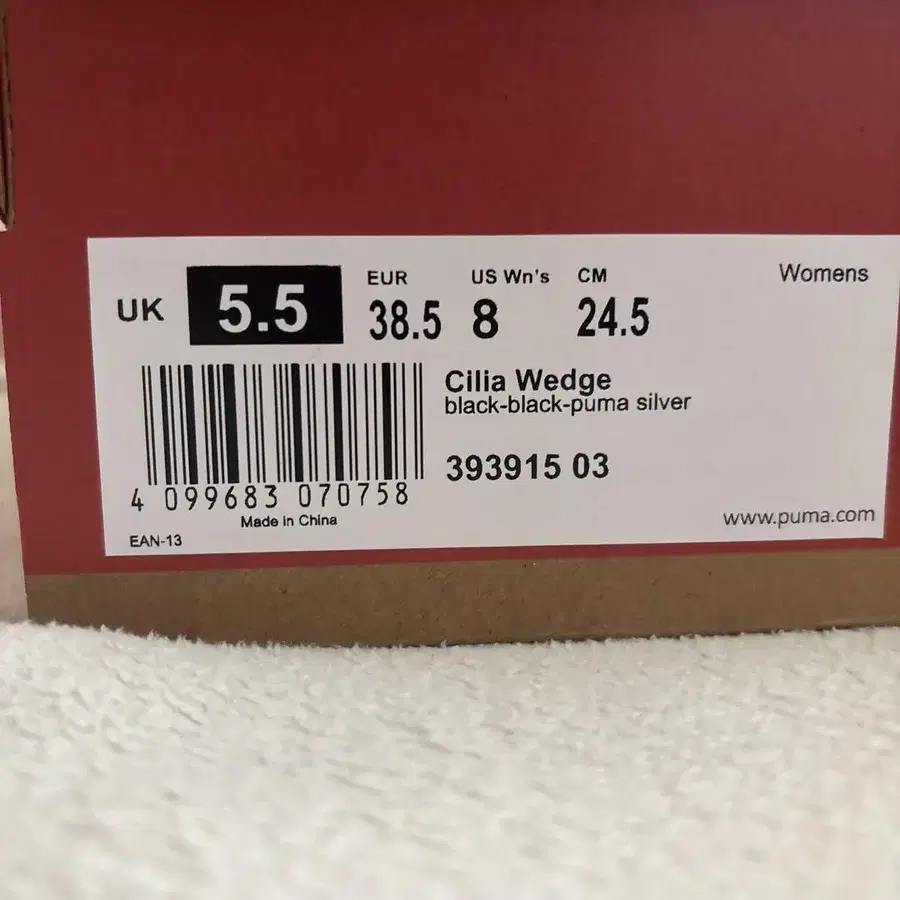 UK 5.5
EUR 38.5
US Wn's 8
CM 24.5
Womens
Cilia Wedge
black-black-puma silver
393915 03
4 099683 070758
Made in China
EAN-13
www.puma.com